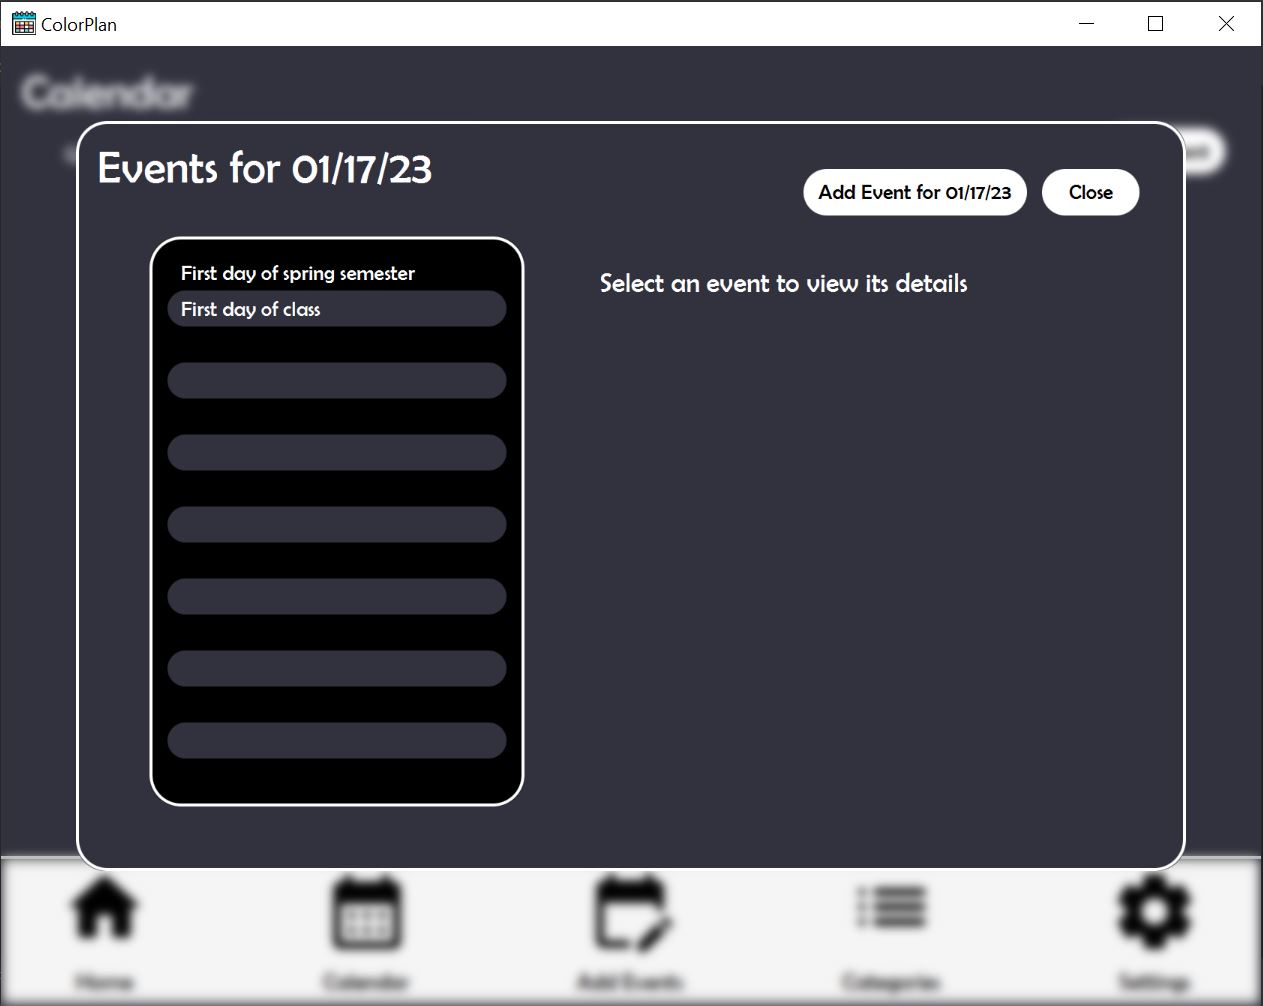 ColorPlan
Calendar
Events for 01/17/23
Add Event for 01/17/23
Close
First day of spring semester
First day of class
Select an event to view its details
Home
Calendar
Add Events
Categories
Settings